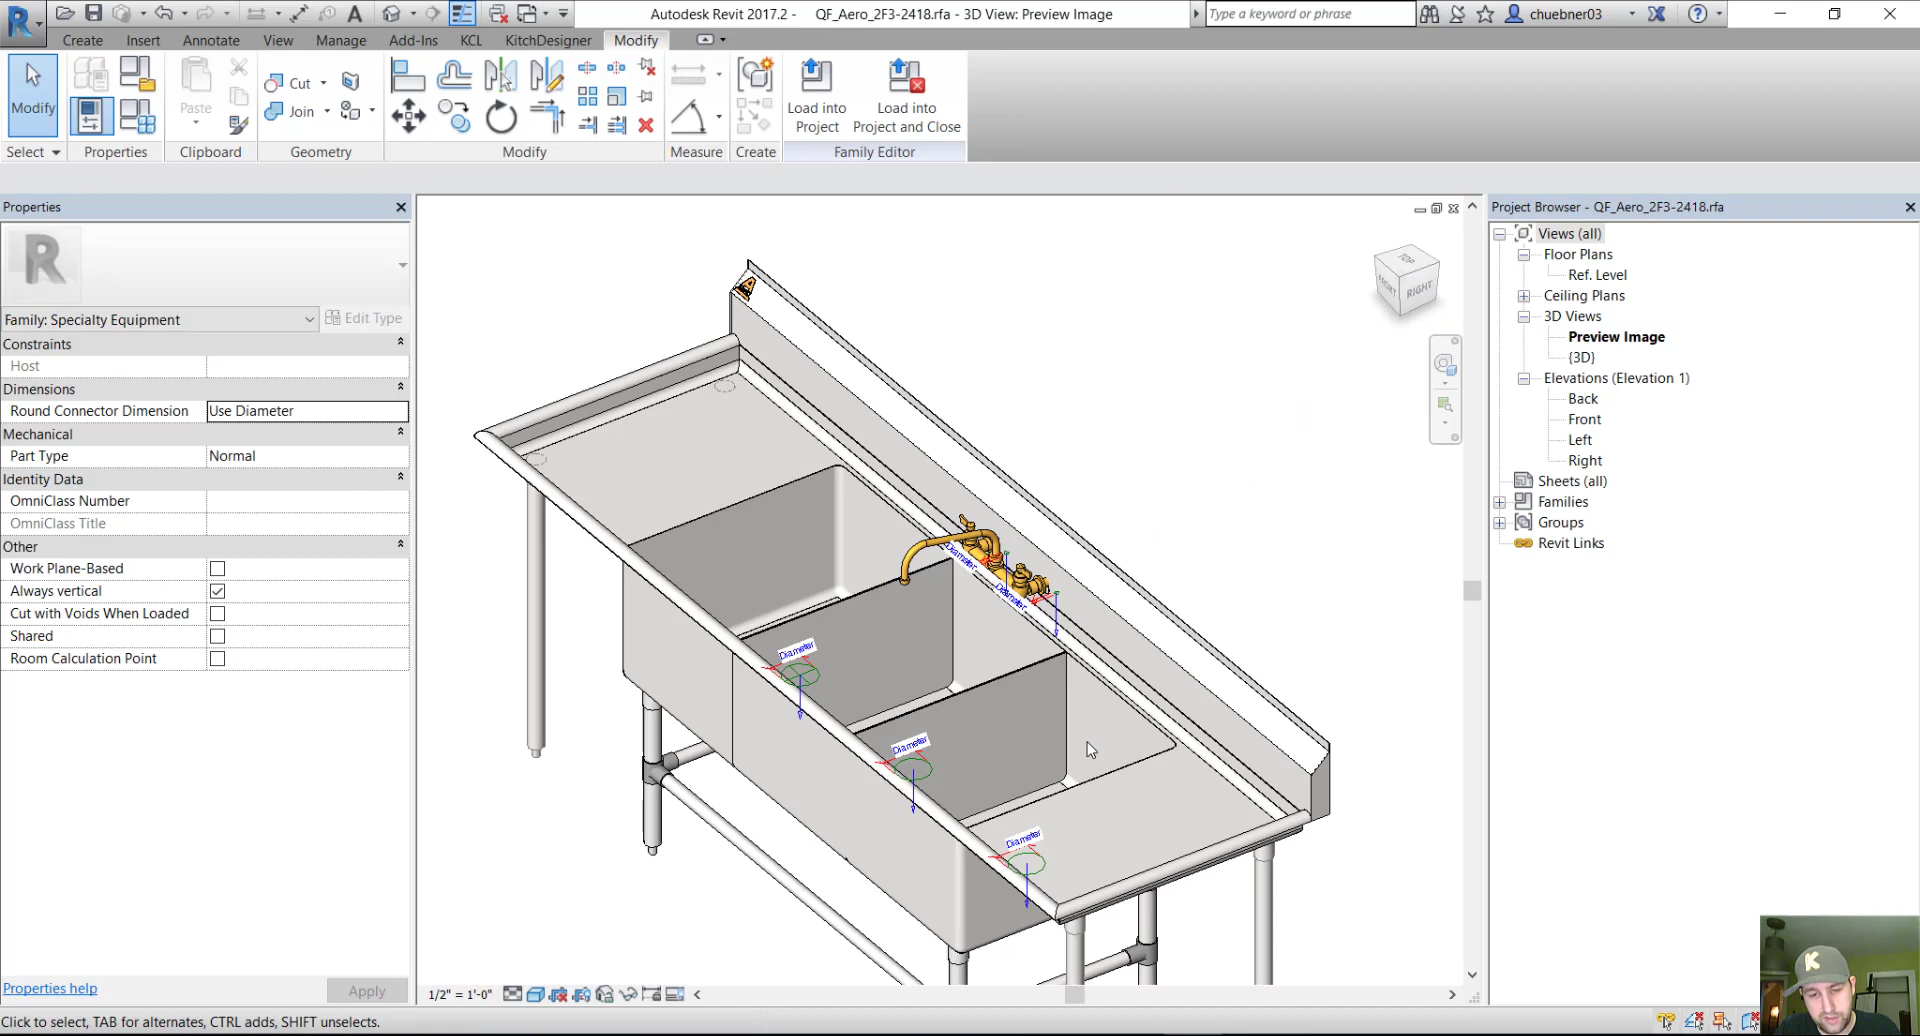 Autodesk Revit 2017.2 - QF_Aero_2F3-2418.rfa - 3D View: Preview Image
Type a keyword or phrase
chuebner03
Create Insert Annotate View Manage Add-Ins KCL KitchDesigner Modify
Modify
Paste
Cut
Join
Load into Project
Load into Project and Close
Select Properties Clipboard Geometry Modify Measure Create Family Editor
Properties
Family: Specialty Equipment
Edit Type
Constraints
Host
Dimensions
Round Connector Dimension Use Diameter
Mechanical
Part Type Normal
Identity Data
OmniClass Number
OmniClass Title
Other
Work Plane-Based
Always vertical
Cut with Voids When Loaded
Shared
Room Calculation Point
Properties help
Apply
TOP
FRONT
RIGHT
Diameter
Diameter
Diameter
Diameter
Diameter
1/2" = 1'-0"
Project Browser - QF_Aero_2F3-2418.rfa
Views (all)
Floor Plans
Ref. Level
Ceiling Plans
3D Views
Preview Image
{3D}
Elevations (Elevation 1)
Back
Front
Left
Right
Sheets (all)
Families
Groups
Revit Links
K
Click to select, TAB for alternates, CTRL adds, SHIFT unselects.